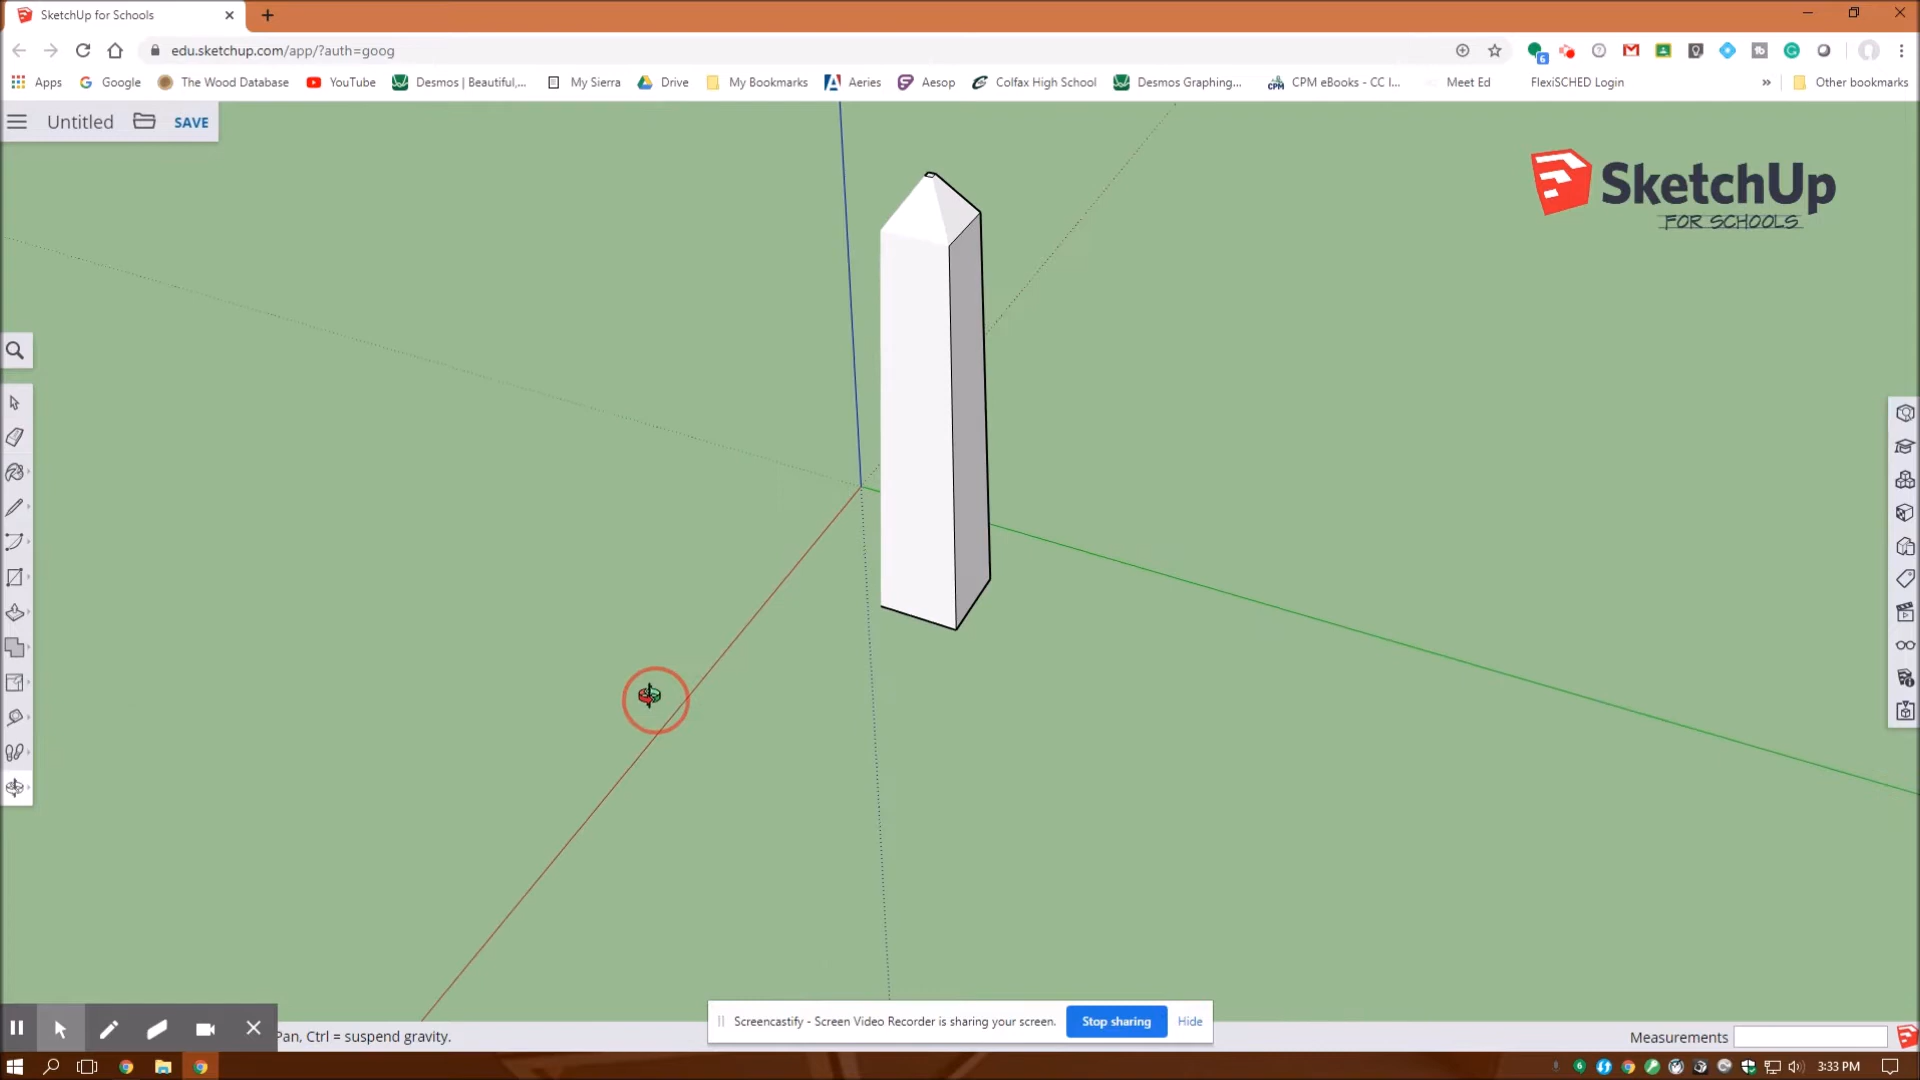 SketchUp for Schools
edu.sketchup.com/app/?auth=goog
6
Apps Google The Wood Database YouTube Desmos | Beautiful,... My Sierra Drive My Bookmarks Aeries Aesop Colfax High School Desmos Graphing,... CPM eBooks - CC I... Meet Ed FlexiSCHED Login » Other bookmarks
Untitled SAVE
SketchUp
FOR SCHOOLS
Screencastify - Screen Video Recorder is sharing your screen. Stop sharing Hide
Pan, Ctrl = suspend gravity. Measurements
3:33 PM